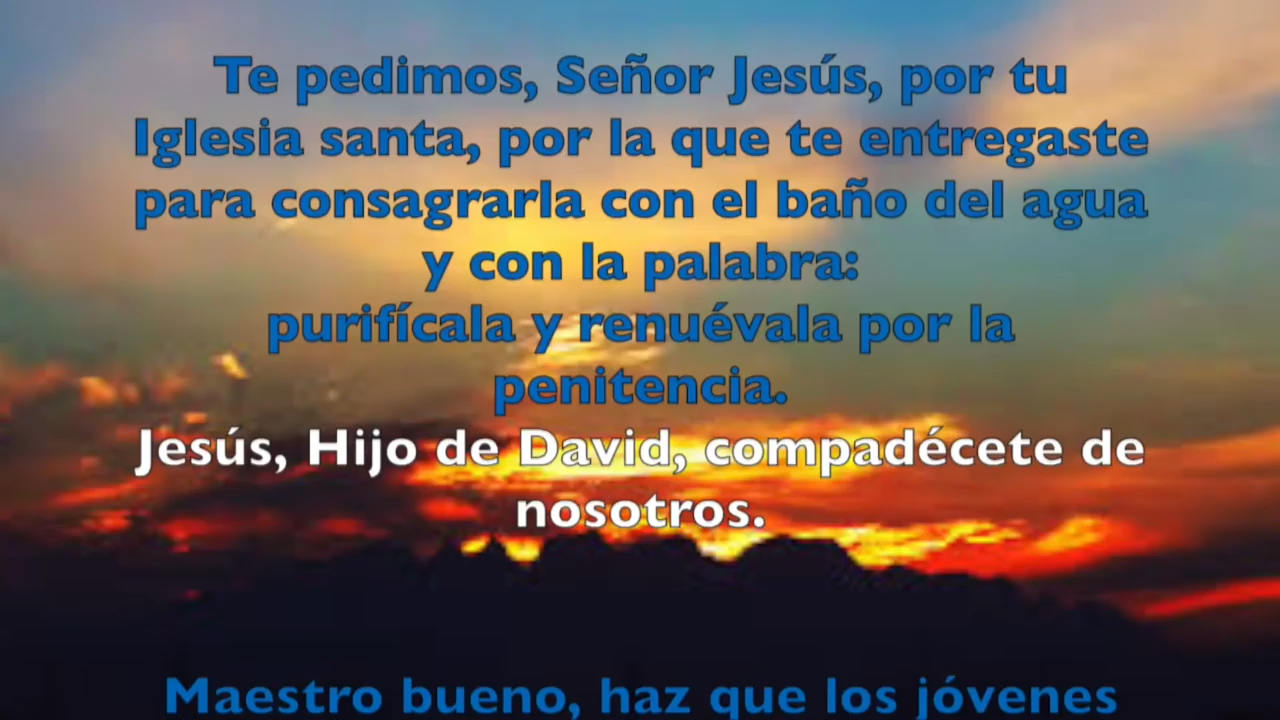 Te pedimos, Señor Jesús, por tu
Iglesia santa, por la que te entregaste
para consagrarla con el baño del agua
y con la palabra:
purifícala y renuévala por la
penitencia.
Jesús, Hijo de David, compadécete de
nosotros.
Maestro bueno, haz que los jóvenes